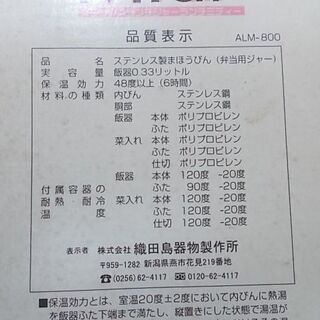 品質表示 ALM-800
品名 ステンレス製まほうびん (弁当用ジャー)
実容量 飯器0.33リットル
保温効力 48度以上(6時間)
材料の種類 内びん ステンレス鋼
胴部 ステンレス鋼
飯器 本体 ポリプロピレン
ふた ポリプロピレン
菜入れ 本体 ポリプロピレン
ふた ポリプロピレン
仕切 ポリプロピレン
飯器 本体 120度 -20度
付属容器の ふた 90度 -20度
耐熱・耐冷 菜入れ 本体 120度 -20度
温度 ふた 120度 -20度
仕切 120度 -20度
表示者 株式会社 織田島器物製作所
〒959-1282 新潟県燕市花見219番地
(0256)62-4117 0120-62-4117
■保温効力とは、室温20度±2度において内びんに熱湯
を飯器ふた下端まで満たし、縦置きにした状態で湯温が